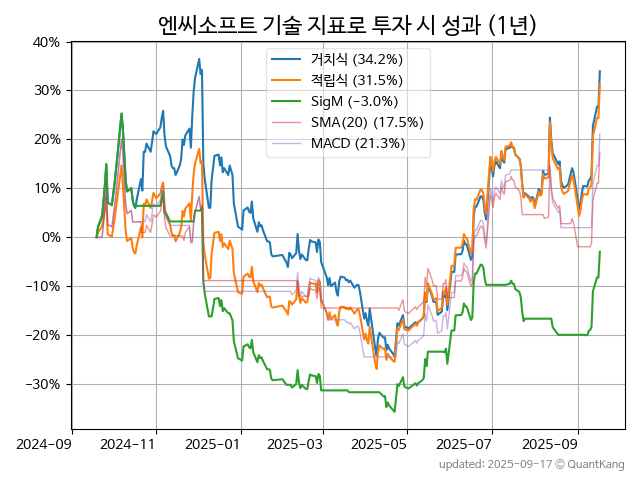 엔씨소프트 기술 지표로 투자 시 성과 (1년)
40%
30%
20%
10%
0%
−10%
−20%
−30%
거치식 (34.2%)
적립식 (31.5%)
SigM (−3.0%)
SMA(20) (17.5%)
MACD (21.3%)
2024-09
2024-11
2025-01
2025-03
2025-05
2025-07
2025-09
updated: 2025-09-17 © QuantKang